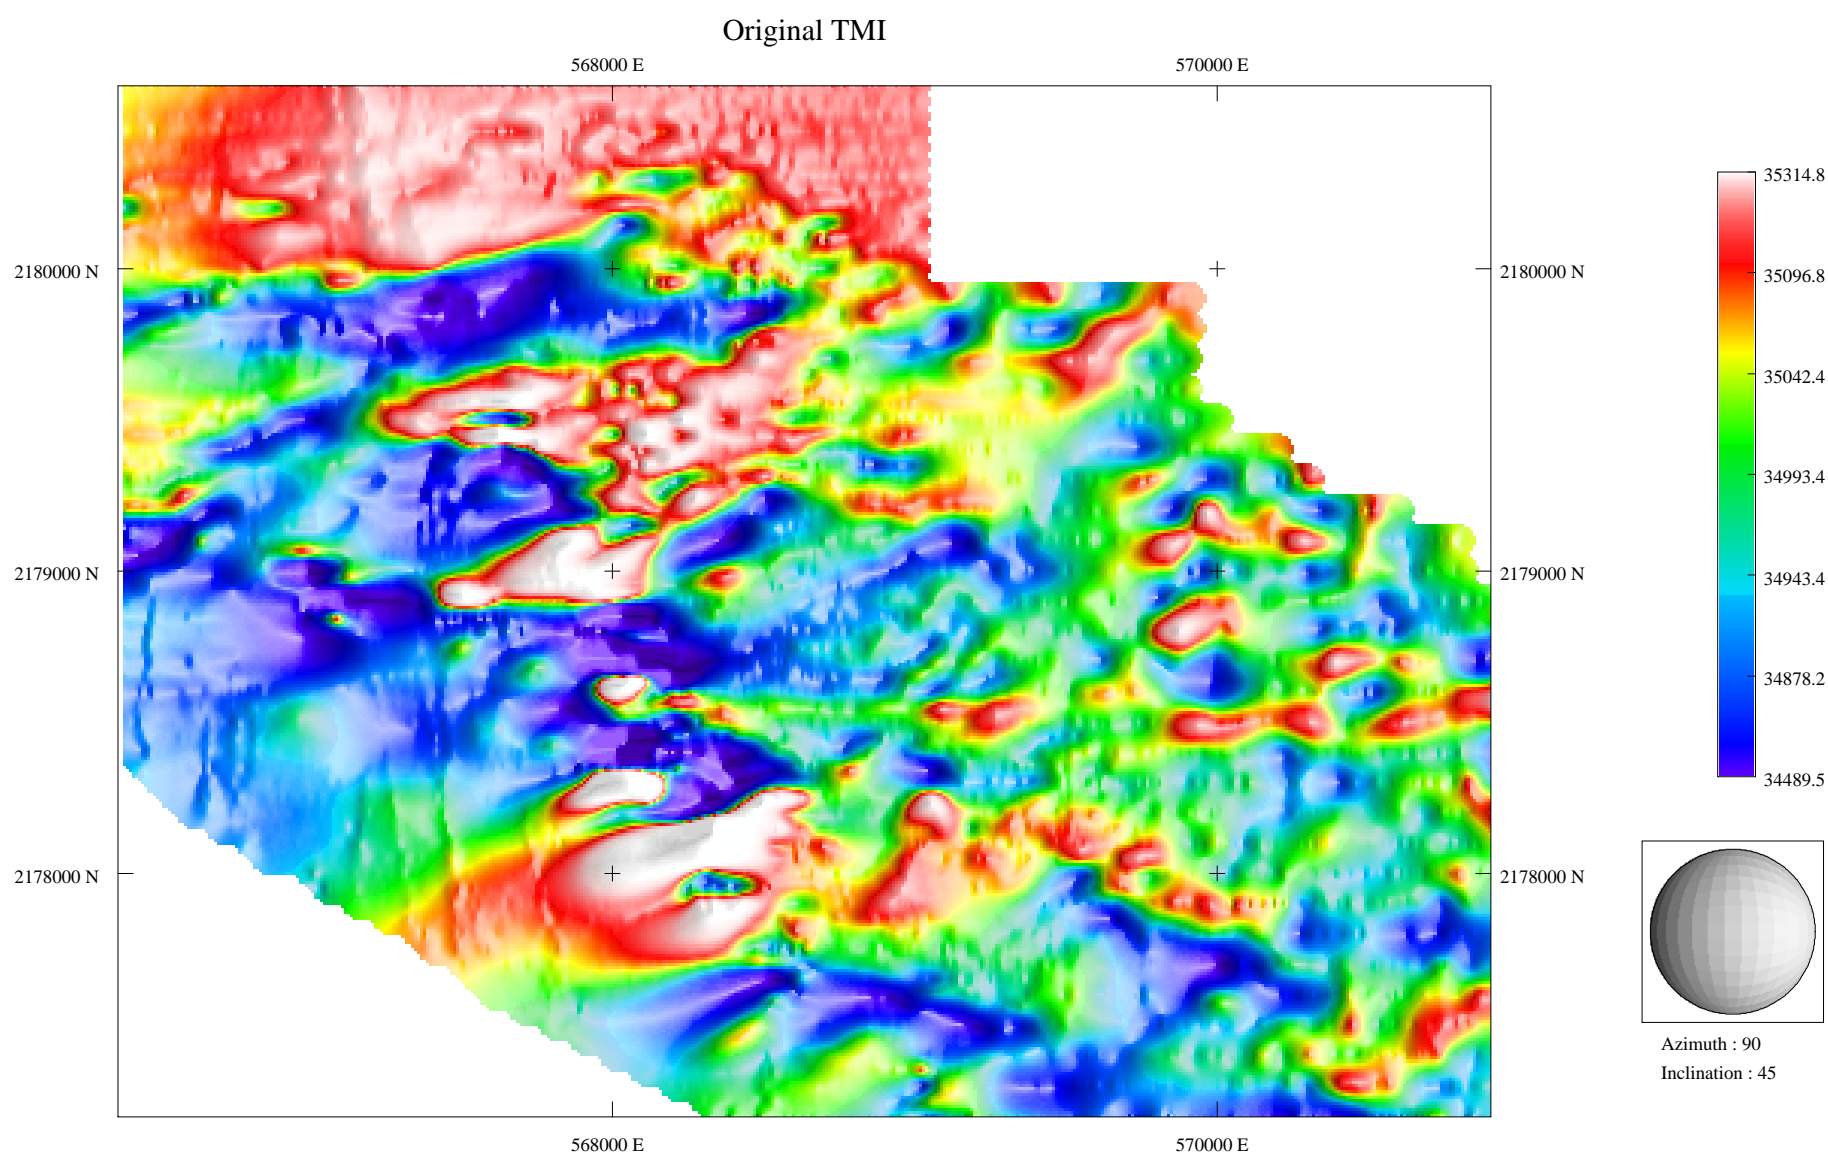 Original TMI
568000 E
570000 E
35314.8
2180000 N
2180000 N
35096.8
35042.4
34993.4
2179000 N
2179000 N
34943.4
34878.2
34489.5
2178000 N
2178000 N
Azimuth : 90
Inclination : 45
568000 E
570000 E